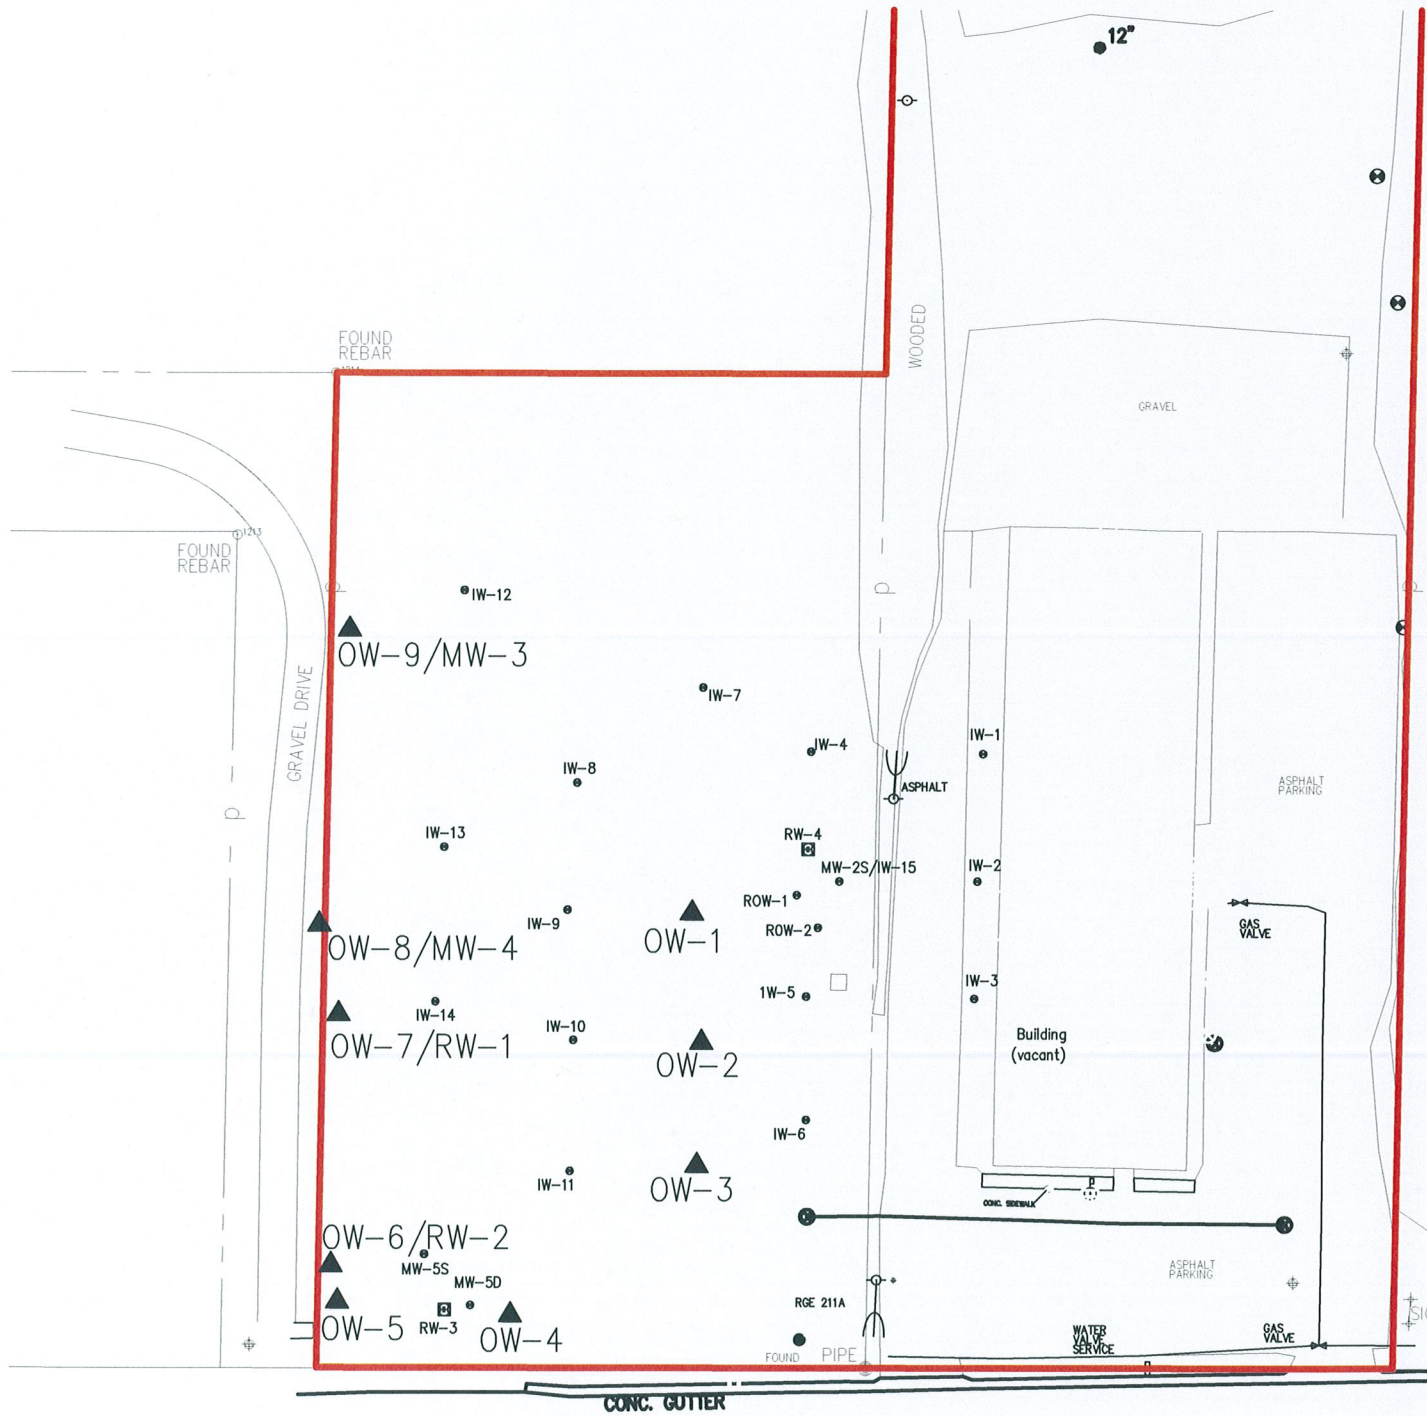 12"
FOUND
REBAR
1214
WOODED
GRAVEL
1213
FOUND
REBAR
IW-12
OW-9/MW-3
GRAVEL DRIVE
IW-7
IW-4
IW-1
IW-8
ASPHALT
ASPHALT
PARKING
IW-13
RW-4
MW-2S/IW-15
IW-2
ROW-1
IW-9
OW-1
ROW-2
GAS
VALVE
OW-8/MW-4
1W-5
IW-3
IW-14
IW-10
Building
(vacant)
OW-7/RW-1
OW-2
IW-6
IW-11
OW-3
CONC. SIDEWALK
OW-6/RW-2
MW-5S
MW-5D
ASPHALT
PARKING
RGE 211A
OW-5
RW-3
OW-4
WATER
VALVE
SERVICE
GAS
VALVE
FOUND PIPE
CONC. GUTTER